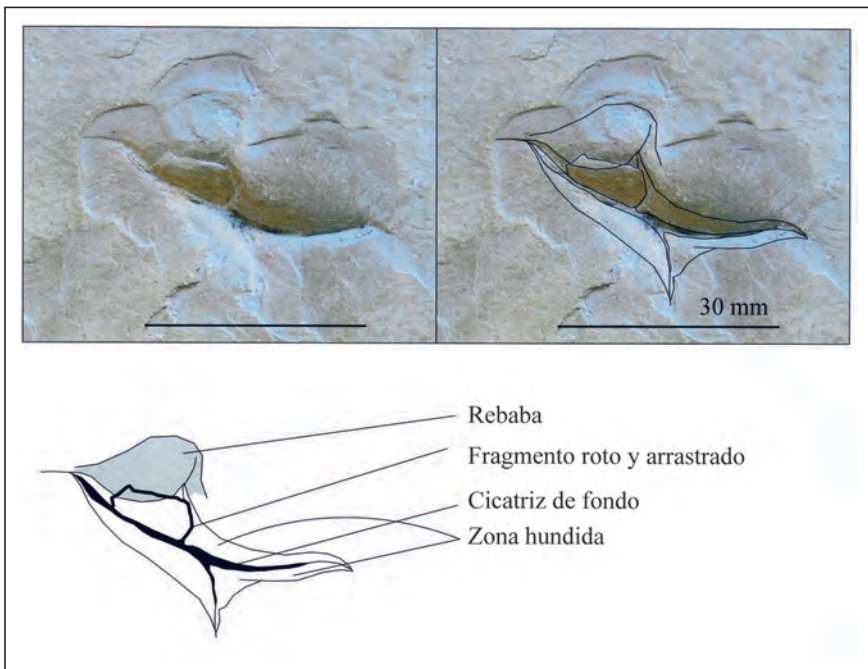 30 mm
Rebaba
Fragmento roto y arrastrado
Cicatriz de fondo
Zona hundida